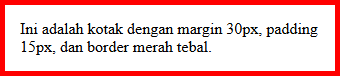 Ini adalah kotak dengan margin 30px, padding
15px, dan border merah tebal.